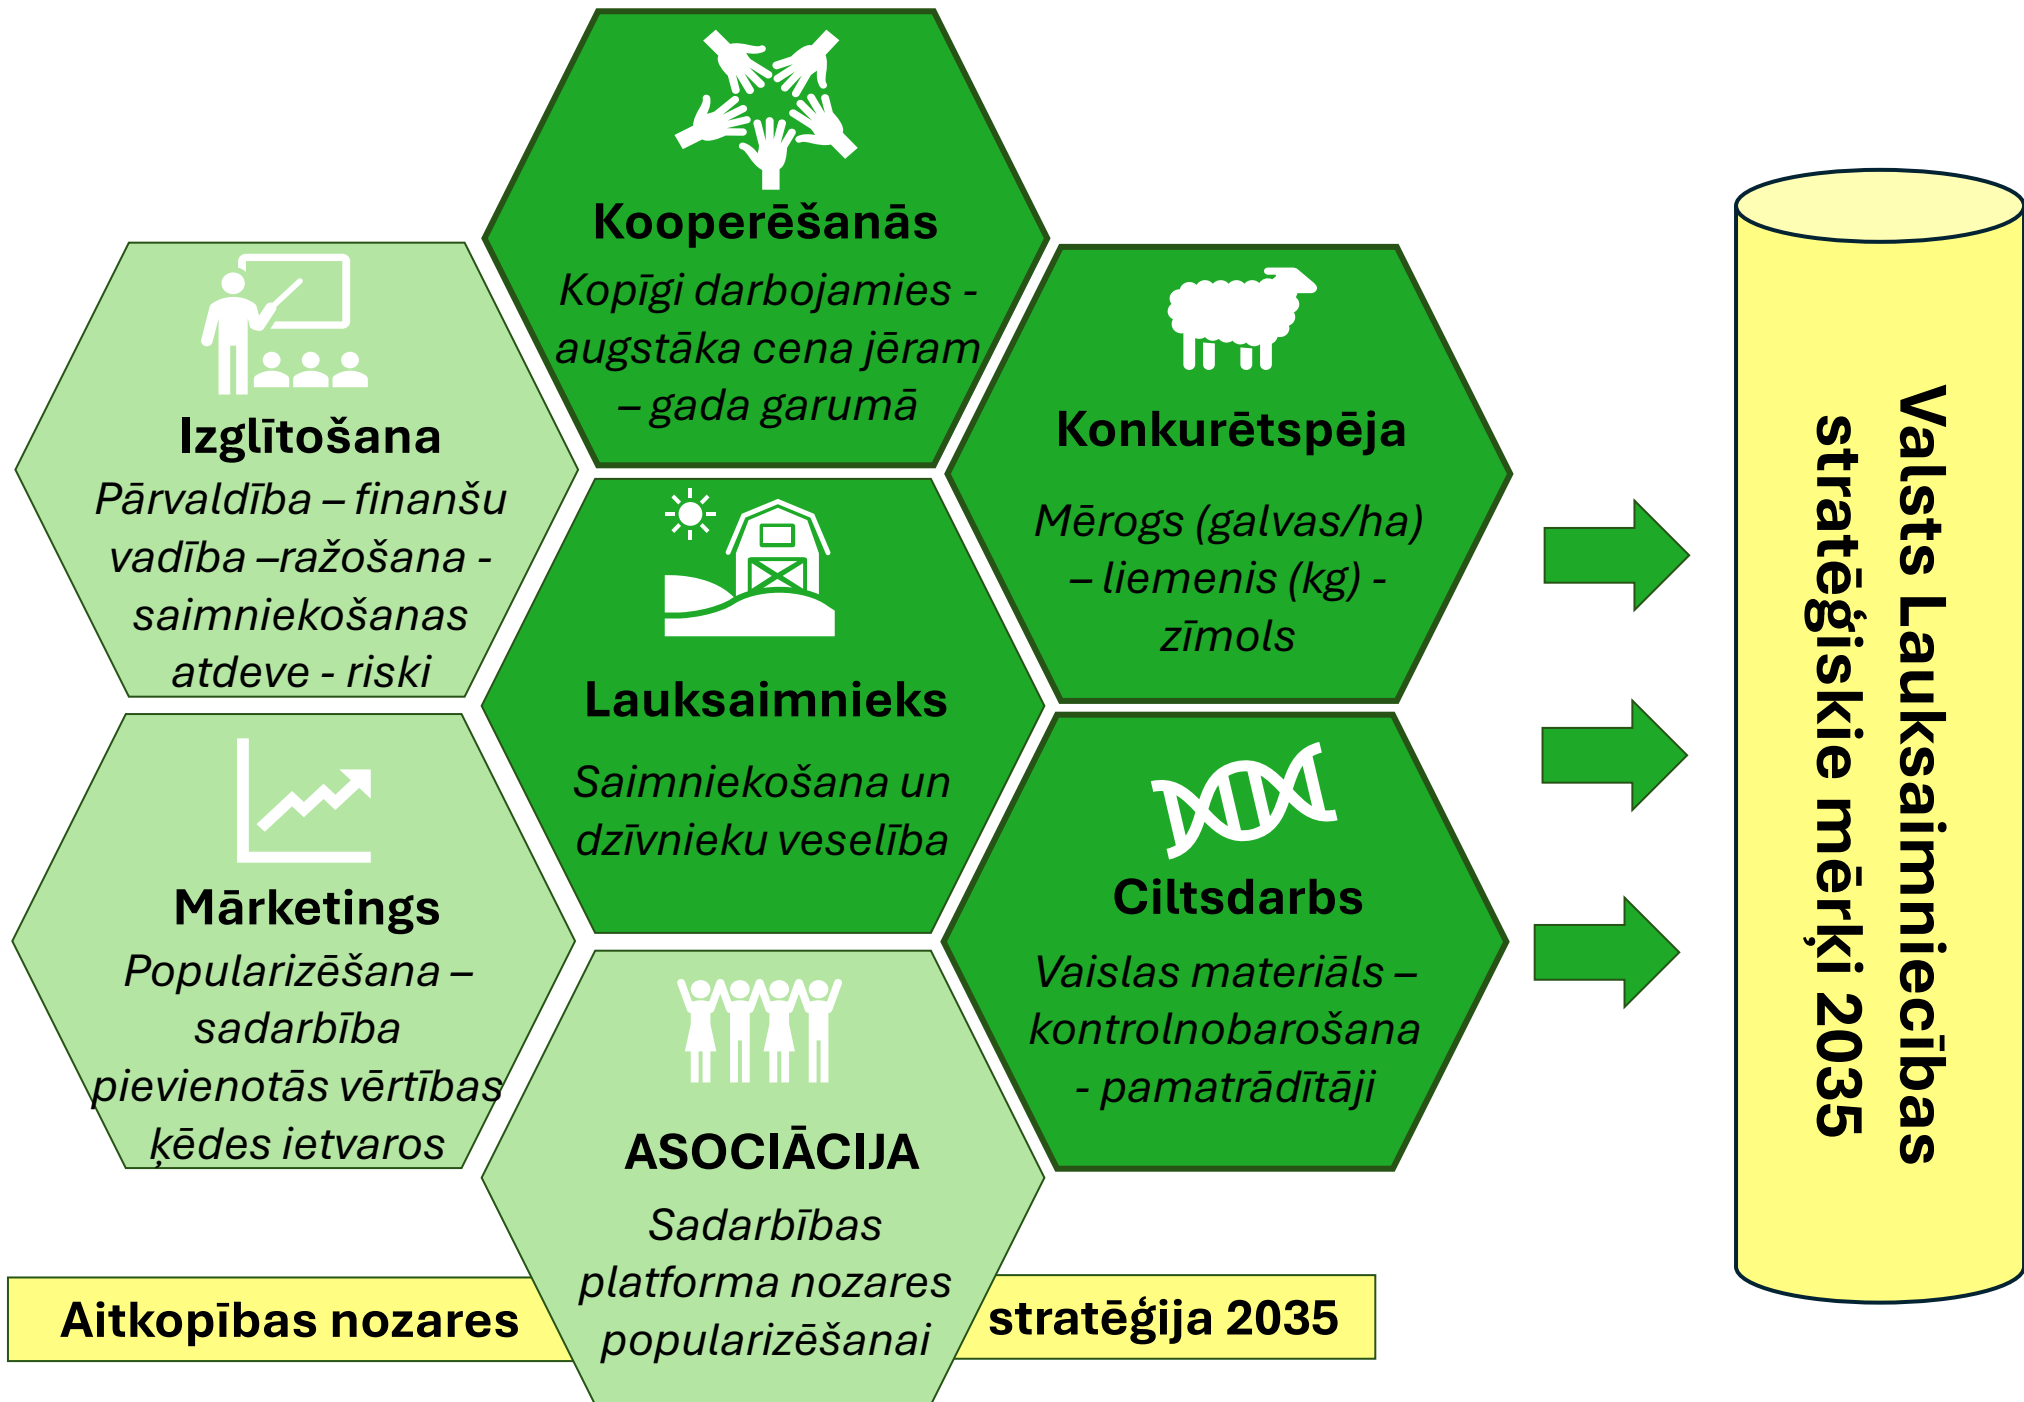 Kooperēšanās
Kopīgi darbojamies -
augstāka cena jēram
– gada garumā
Izglītošana
Pārvaldība – finanšu
vadība –ražošana -
saimniekošanas
atdeve - riski
Konkurētspēja
Mērogs (galvas/ha)
– liemenis (kg) -
zīmols
Lauksaimnieks
Saimniekošana un
dzīvnieku veselība
Mārketings
Popularizēšana –
sadarbība
pievienotās vērtības
ķēdes ietvaros
Ciltsdarbs
Vaislas materiāls –
kontrolnobarošana
- pamatrādītāji
ASOCIĀCIJA
Sadarbības
platforma nozares
popularizēšanai
Aitkopības nozares
stratēģija 2035
Valsts Lauksaimniecības
stratēģiskie mērķi 2035